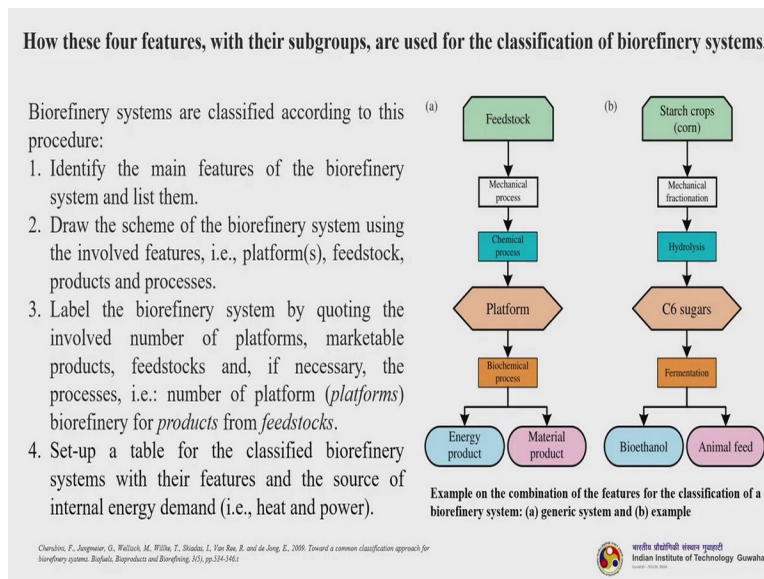 How these four features, with their subgroups, are used for the classification of biorefinery systems.
Biorefinery systems are classified according to this
procedure:
1. Identify the main features of the biorefinery
system and list them.
2. Draw the scheme of the biorefinery system using
the involved features, i.e., platform(s), feedstock,
products and processes.
3. Label the biorefinery system by quoting the
involved number of platforms, marketable
products, feedstocks and, if necessary, the
processes, i.e.: number of platform (platforms)
biorefinery for products from feedstocks.
4. Set-up a table for the classified biorefinery
systems with their features and the source of
internal energy demand (i.e., heat and power).
(a)
Feedstock
Mechanical
process
Chemical
process
Platform
Biochemical
process
Energy
product
Material
product
(b)
Starch crops
(corn)
Mechanical
fractionation
Hydrolysis
C6 sugars
Fermentation
Bioethanol
Animal feed
Example on the combination of the features for the classification of a
biorefinery system: (a) generic system and (b) example
Cherubini, F., Jungmeier, G., Wellisch, M., Willke, T., Skiadas, I., Van Ree, R. and de Jong, E., 2009. Toward a common classification approach for
biorefinery systems. Biofuels, Bioproducts and Biorefining, 3(5), pp.534-546.t
भारतीय प्रौद्योगिकी संस्थान गुवाहाटी
Indian Institute of Technology Guwaha